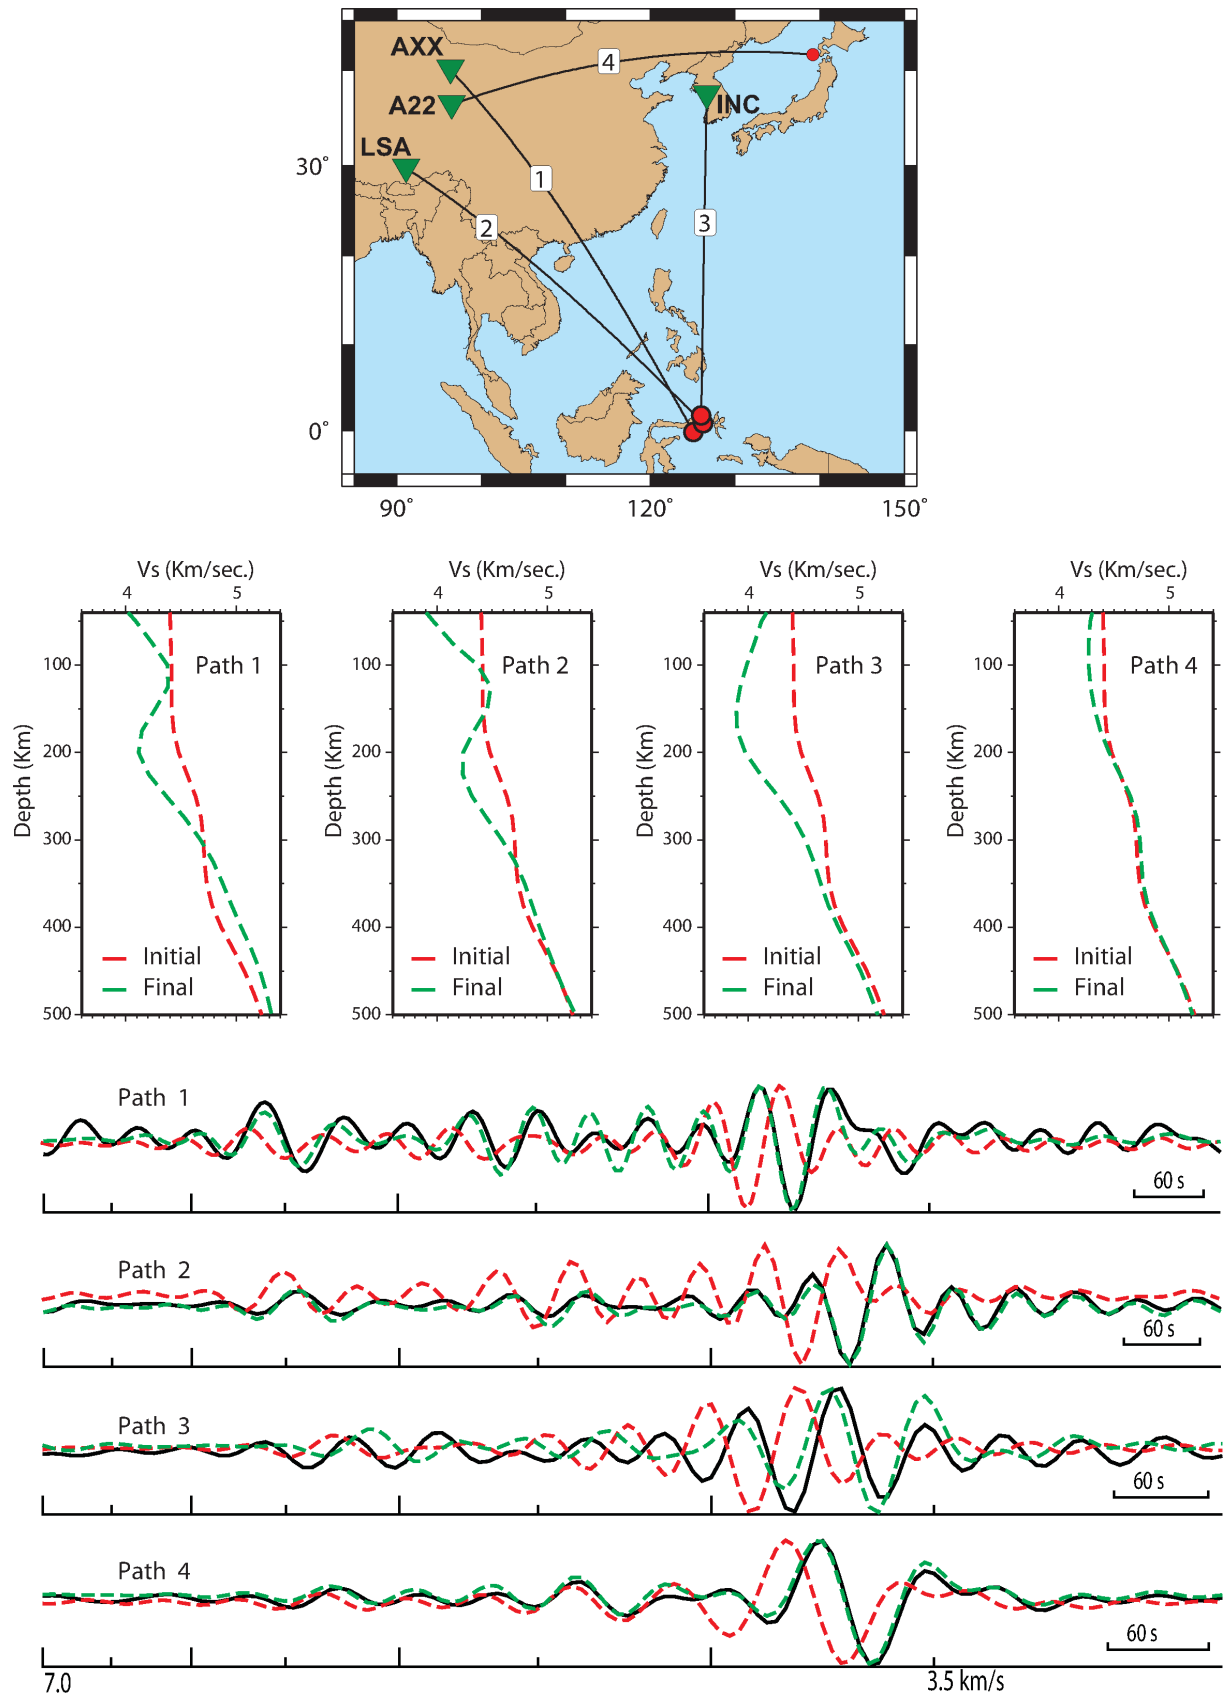 AXX
4
A22
INC
LSA
30°
1
2
3
0°
90°
120°
150°
Vs (Km/sec.)
Vs (Km/sec.)
Vs (Km/sec.)
Vs (Km/sec.)
4 5
4 5
4 5
4 5
Depth (Km)
100
200
300
400
500
Path 1
Initial
Final
Depth (Km)
100
200
300
400
500
Path 2
Initial
Final
Depth (Km)
100
200
300
400
500
Path 3
Initial
Final
Depth (Km)
100
200
300
400
500
Path 4
Initial
Final
Path 1
60 s
Path 2
60 s
Path 3
60 s
Path 4
60 s
7.0
3.5 km/s